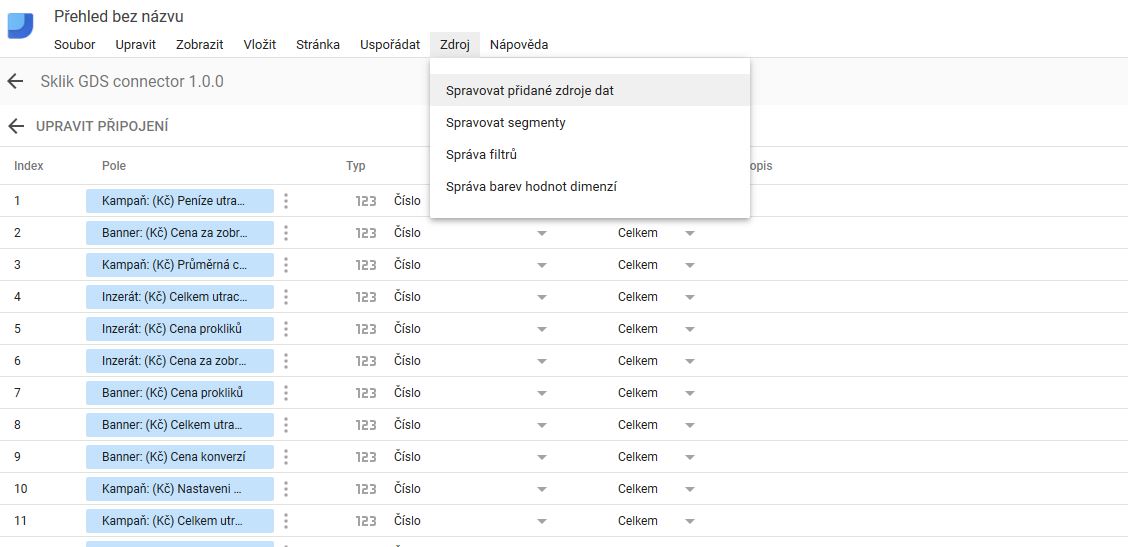 Přehled bez názvu
Soubor Upravit Zobrazit Vložit Stránka Uspořádat Zdroj Nápověda
Sklik GDS connector 1.0.0
Spravovat přidané zdroje dat
Spravovat segmenty
Správa filtrů
Správa barev hodnot dimenzí
UPRAVIT PŘIPOJENÍ
Index Pole Typ opis
1 Kampaň: (Kč) Peníze utra... 123 Číslo
2 Banner: (Kč) Cena za zobr... 123 Číslo Celkem
3 Kampaň: (Kč) Průměrná c... 123 Číslo Celkem
4 Inzerát: (Kč) Celkem utrac... 123 Číslo Celkem
5 Inzerát: (Kč) Cena prokliků 123 Číslo Celkem
6 Inzerát: (Kč) Cena za zobr... 123 Číslo Celkem
7 Banner: (Kč) Cena prokliků 123 Číslo Celkem
8 Banner: (Kč) Celkem utra... 123 Číslo Celkem
9 Banner: (Kč) Cena konverzí 123 Číslo Celkem
10 Kampaň: (Kč) Nastaveni ... 123 Číslo Celkem
11 Kampaň: (Kč) Celkem utr... 123 Číslo Celkem